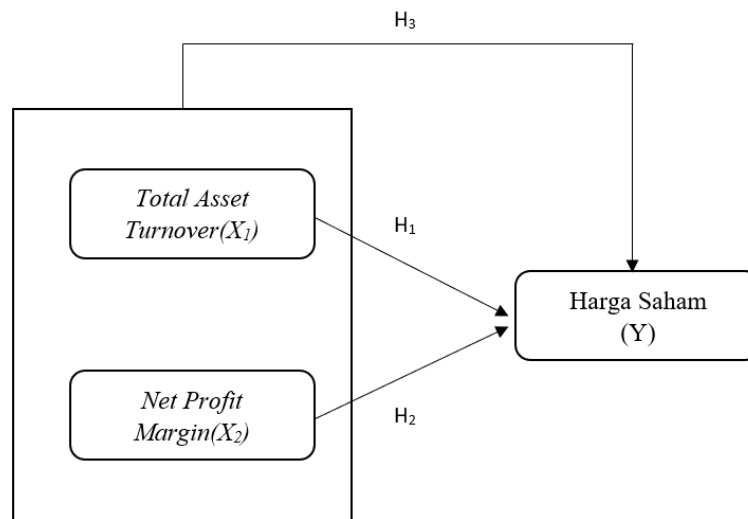 H₃
Total Asset
Turnover(X₁)
H₁
Harga Saham
(Y)
Net Profit
Margin(X₂)
H₂